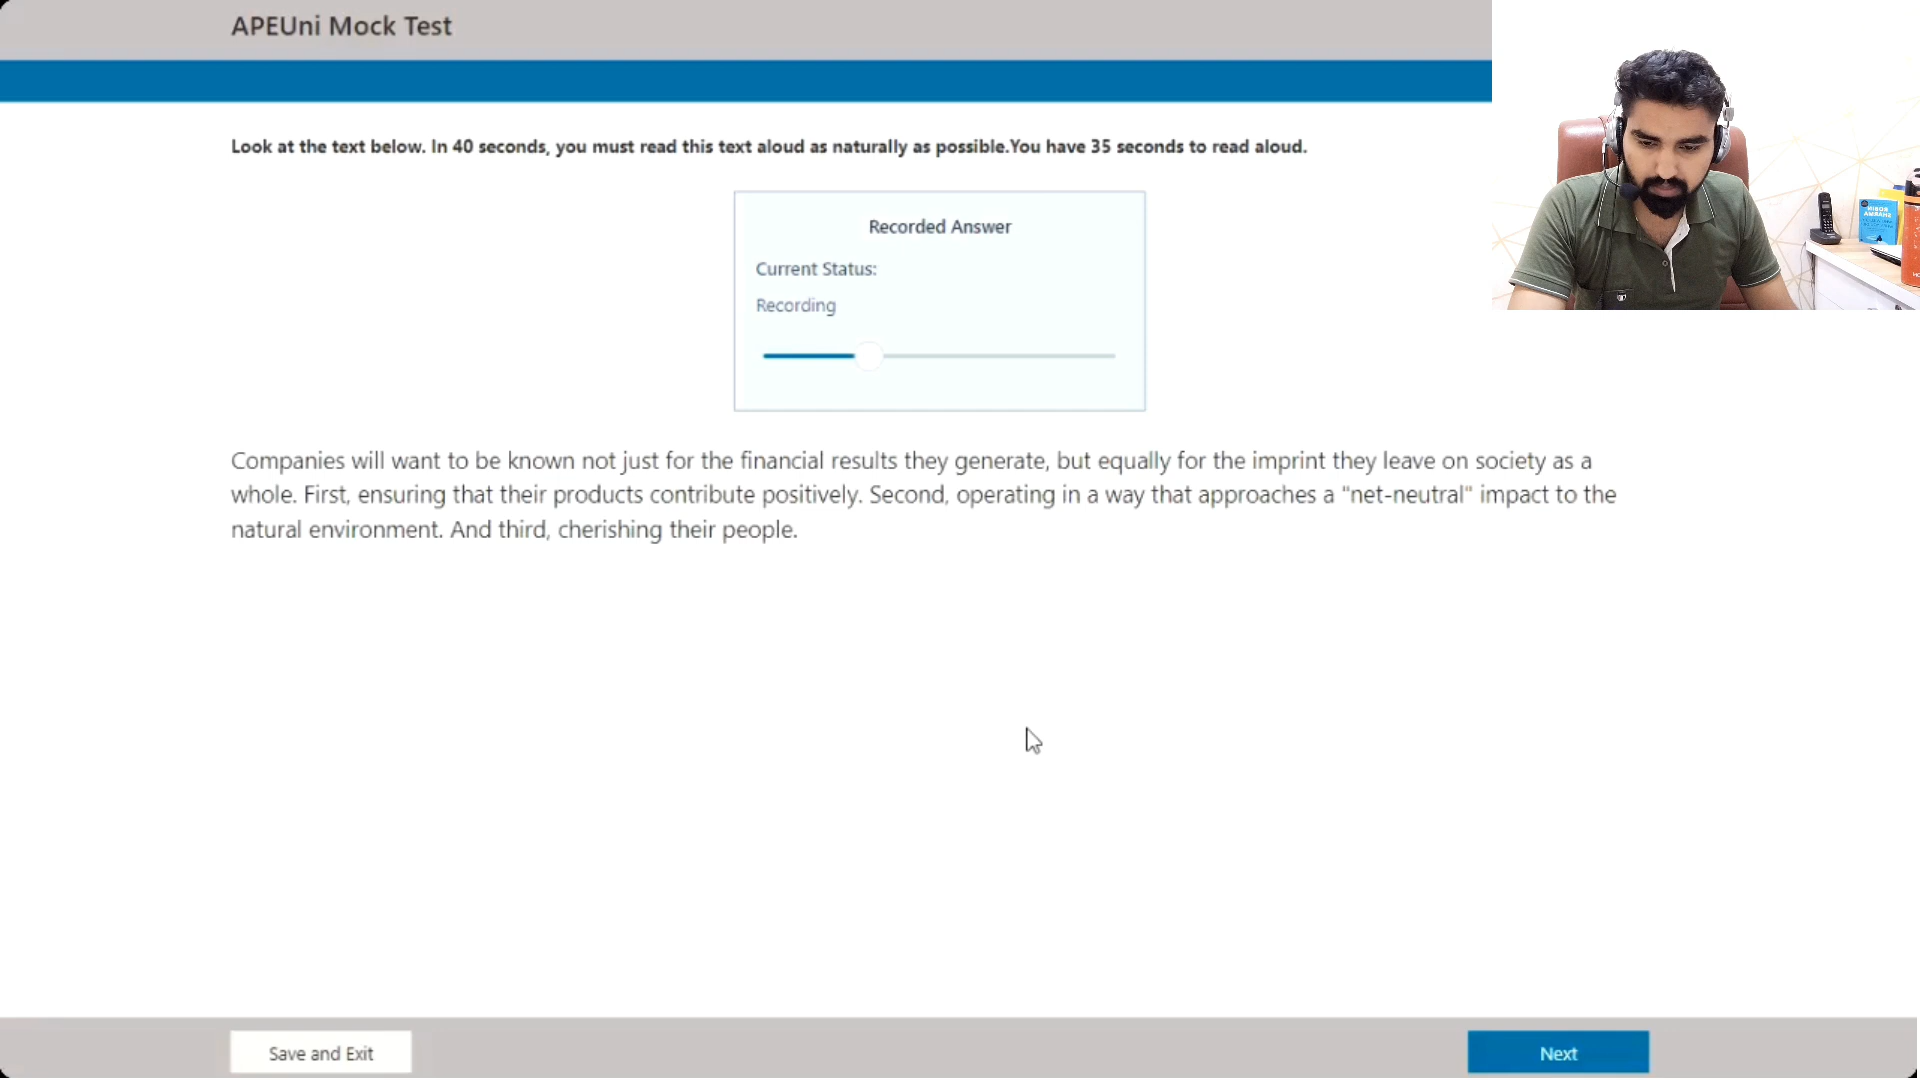 APEUni Mock Test
Look at the text below. In 40 seconds, you must read this text aloud as naturally as possible.You have 35 seconds to read aloud.
Recorded Answer
Current Status:
Recording
Companies will want to be known not just for the financial results they generate, but equally for the imprint they leave on society as a
whole. First, ensuring that their products contribute positively. Second, operating in a way that approaches a "net-neutral" impact to the
natural environment. And third, cherishing their people.
Save and Exit
Next